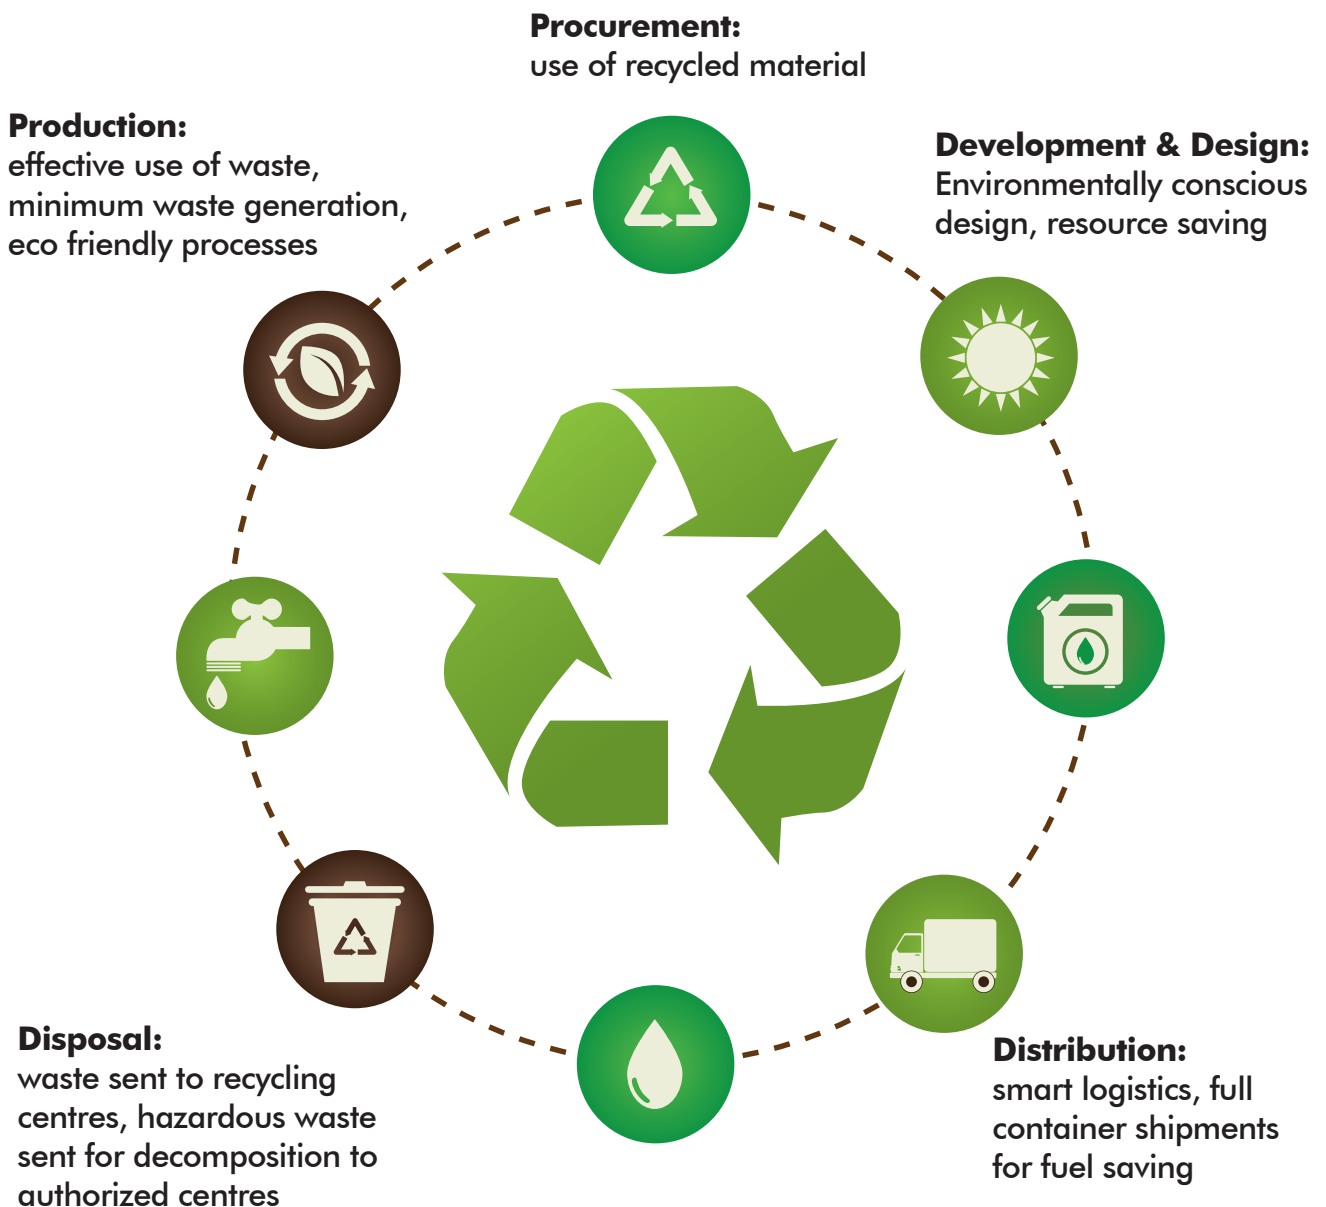 Procurement:
use of recycled material
Production:
effective use of waste,
minimum waste generation,
eco friendly processes
Development & Design:
Environmentally conscious
design, resource saving
Disposal:
waste sent to recycling
centres, hazardous waste
sent for decomposition to
authorized centres
Distribution:
smart logistics, full
container shipments
for fuel saving